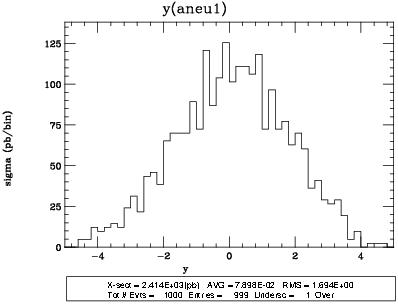 y(aneu1)
sigma (pb/bin)
125
100
75
50
25
0
−4 −2 0 2 4
y
X-sect = 2.414E+03(pb) AVG = 7.898E-02 RMS = 1.694E+00
Tot # Evts = 1000 Entries = 999 Undersc = 1 Over